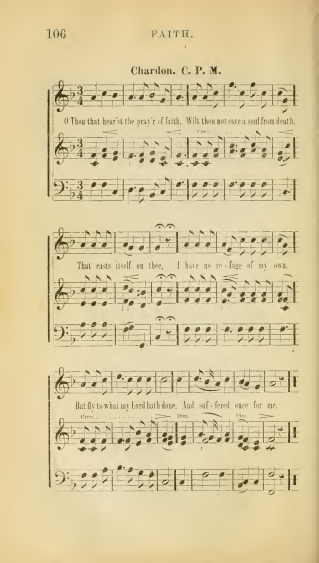 106 FAITH.
Chardon. C. P. M.
O Thou that hear'st the pray'r of faith, Wilt thou not save a soul from death,
Cres.
That casts itself on thee, I have no re - fuge of my own.
But fly to what my Lord hath done, And suf - fered once for me.
Cres. Dim. Dim.